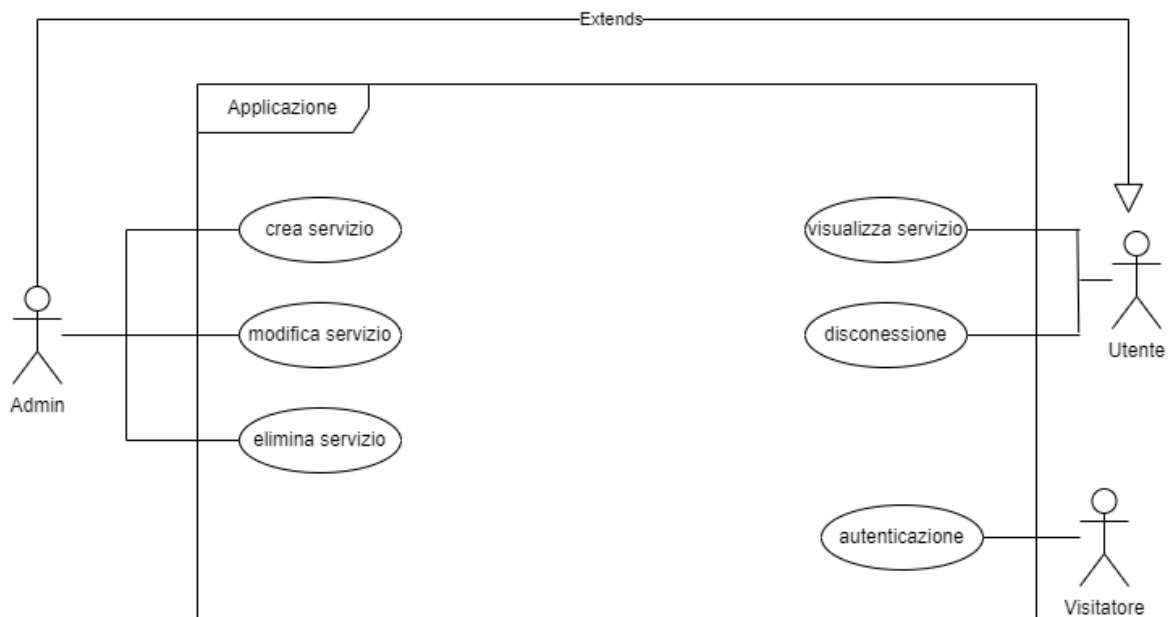 Extends
Applicazione
crea servizio
visualizza servizio
modifica servizio
disconessione
Utente
Admin
elimina servizio
autenticazione
Visitatore